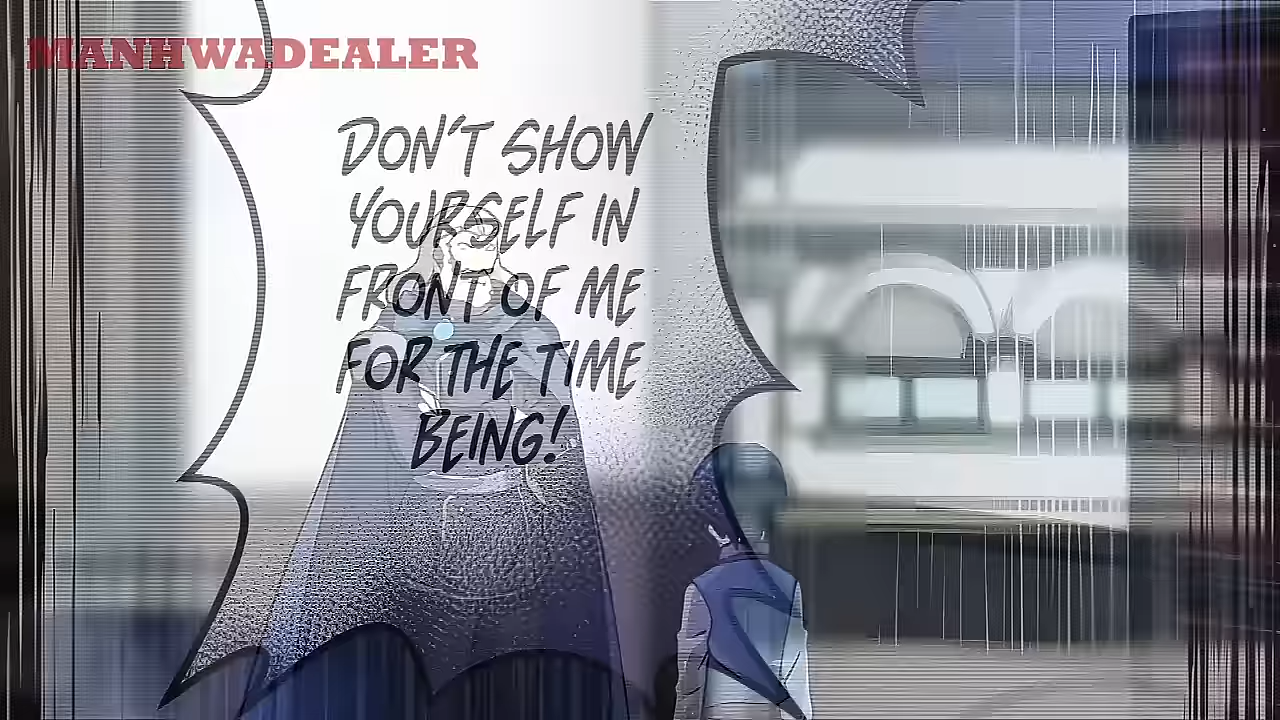 MANHWADEALER
DON'T SHOW
YOURSELF IN
FRONT OF ME
FOR THE TIME
BEING!